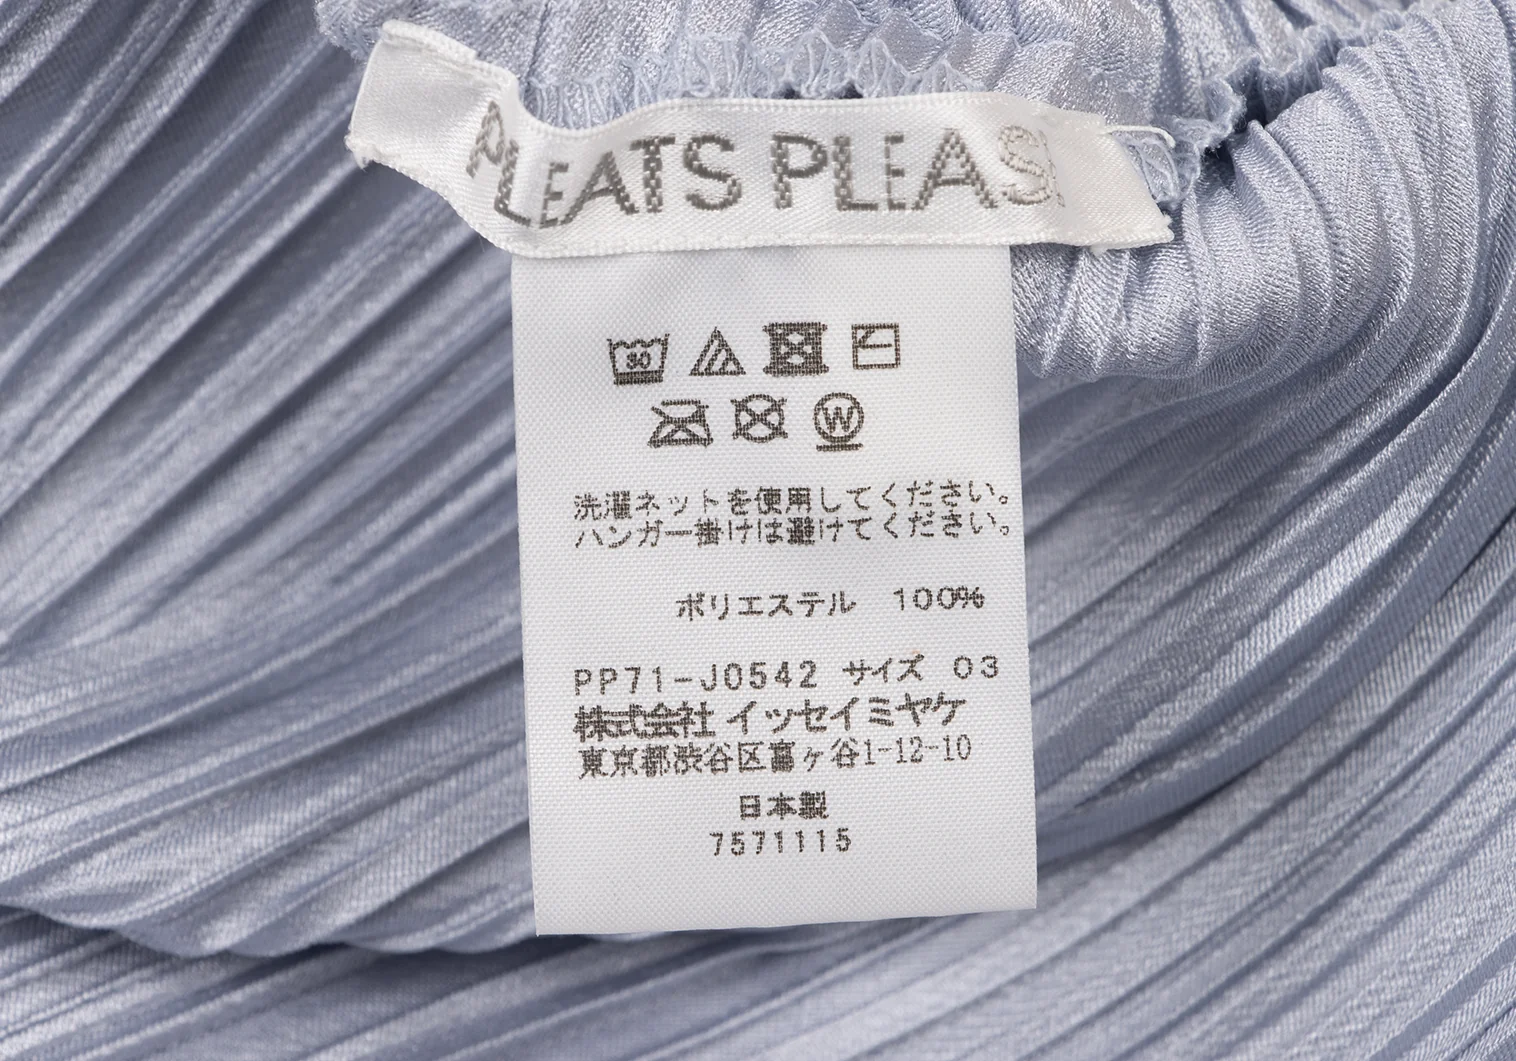 PLEATS PLEAS
30
W
洗濯ネットを使用してください。
ハンガー掛けは避けてください。
ポリエステル 100%
PP71-J0542 サイズ 03
株式会社 イッセイミヤケ
東京都渋谷区富ヶ谷1-12-10
日本製
7571115